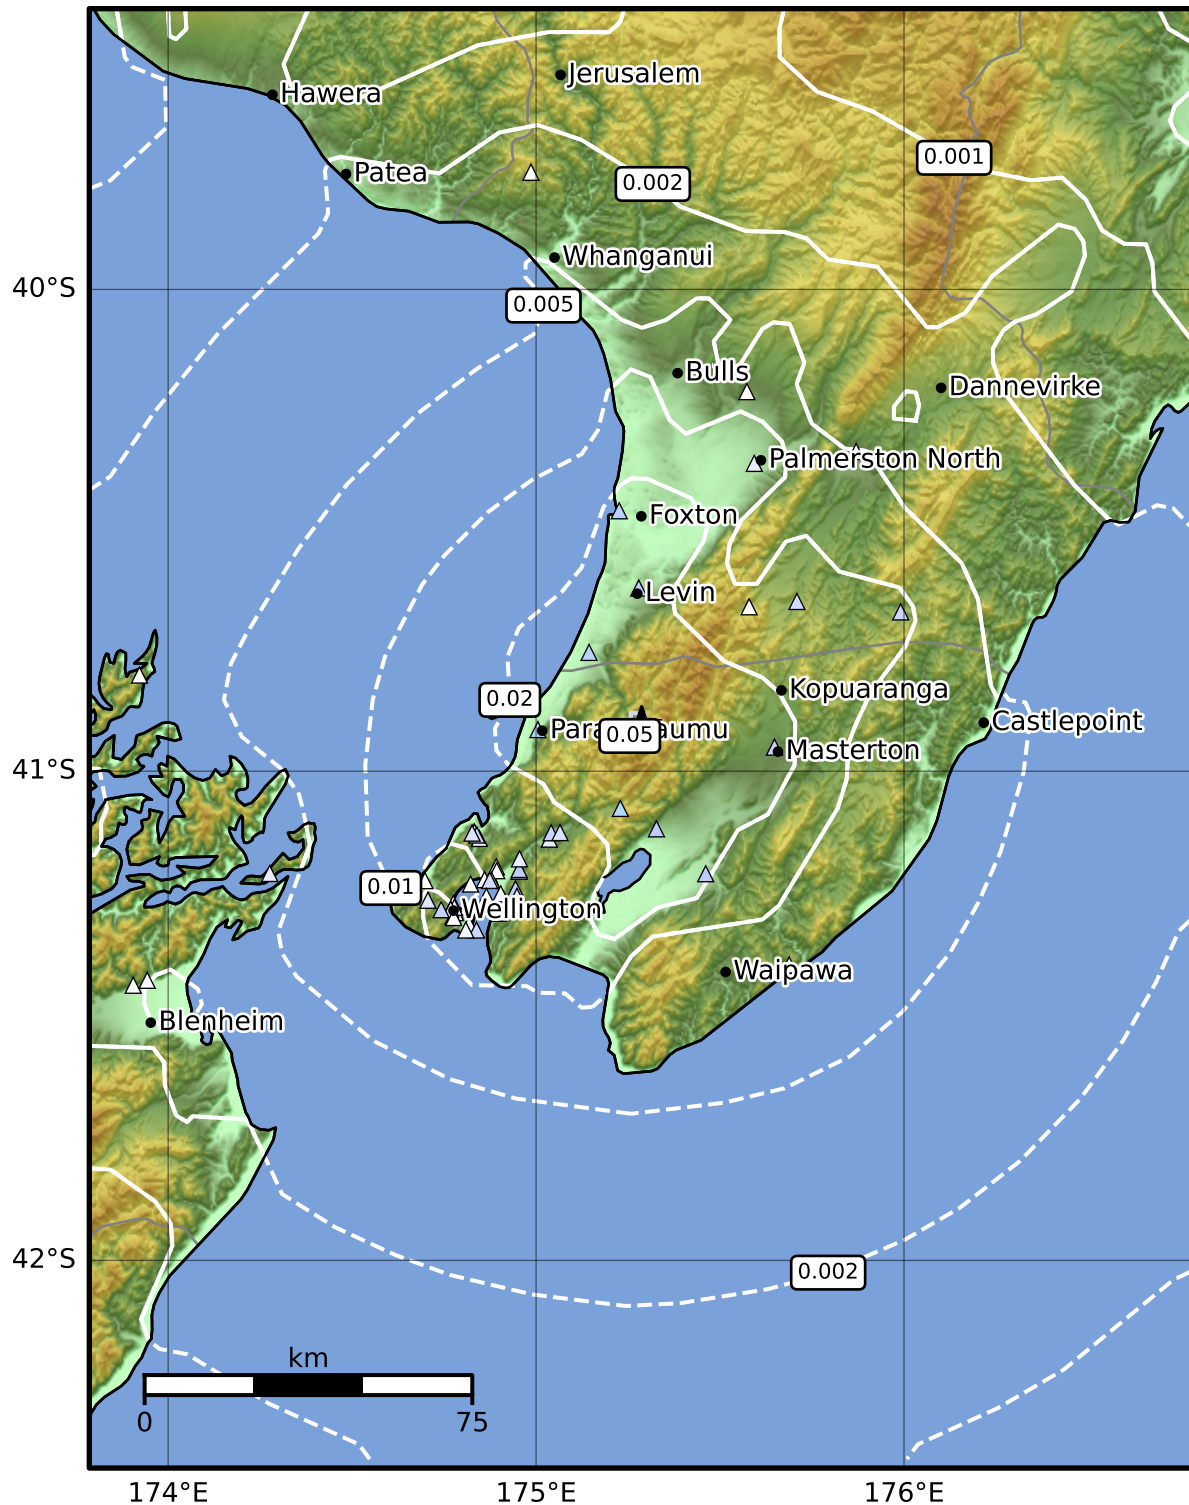 Jerusalem
Hawera
0.001
Patea
0.002
Whanganui
40°S
0.005
Bulls
Dannevirke
Palmerston North
Foxton
Levin
Kopuaranga
0.02
Castlepoint
Paraparaumu
0.05
Masterton
41°S
0.01
Wellington
Waipawa
Blenheim
42°S
0.002
km
0 75
174°E 175°E 176°E